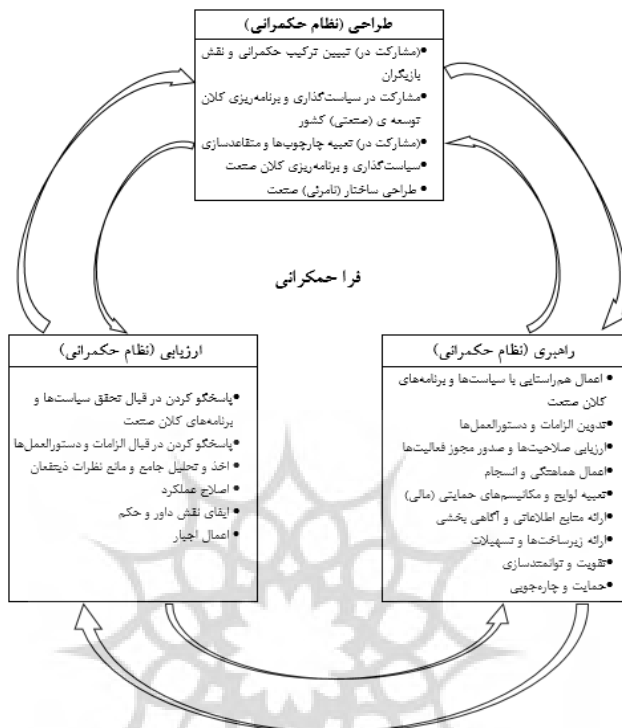 طراحی (نظام حکمرانی)
•(مشارکت در) تبیین ترکیب حکمرانی و نقش
بازیگران
•مشارکت در سیاست‌گذاری و برنامه‌ریزی کلان
توسعه ی (صنعتی) کشور
•(مشارکت در) تعبیه چارچوب‌ها و متقاعدسازی
•سیاست‌گذاری و برنامه‌ریزی کلان صنعت
• طراحی ساختار (نامرئی) صنعت
فرا حمکرانی
راهبری (نظام حکمرانی)
• اعمال هم‌راستایی با سیاست‌ها و برنامه‌های
کلان صنعت
•تدوین الزامات و دستورالعمل‌ها
•ارزیابی صلاحیت‌ها و صدور مجوز فعالیت‌ها
•اعمال هماهنگی و انسجام
•تعبیه لوایح و مکانیسم‌های حمایتی (مالی)
•ارائه منابع اطلاعاتی و آگاهی بخشی
•ارائه زیرساخت‌ها و تسهیلات
•تقویت و توانمندسازی
•حمایت و چاره‌جویی
ارزیابی (نظام حکمرانی)
•پاسخگو کردن در قبال تحقق سیاست‌ها و
برنامه‌های کلان صنعت
•پاسخگو کردن در قبال الزامات و دستورالعمل‌ها
• اخذ و تحلیل جامع و مانع نظرات ذینفعان
• اصلاح عملکرد
• ایفای نقش داور و حکم
• اعمال اجبار